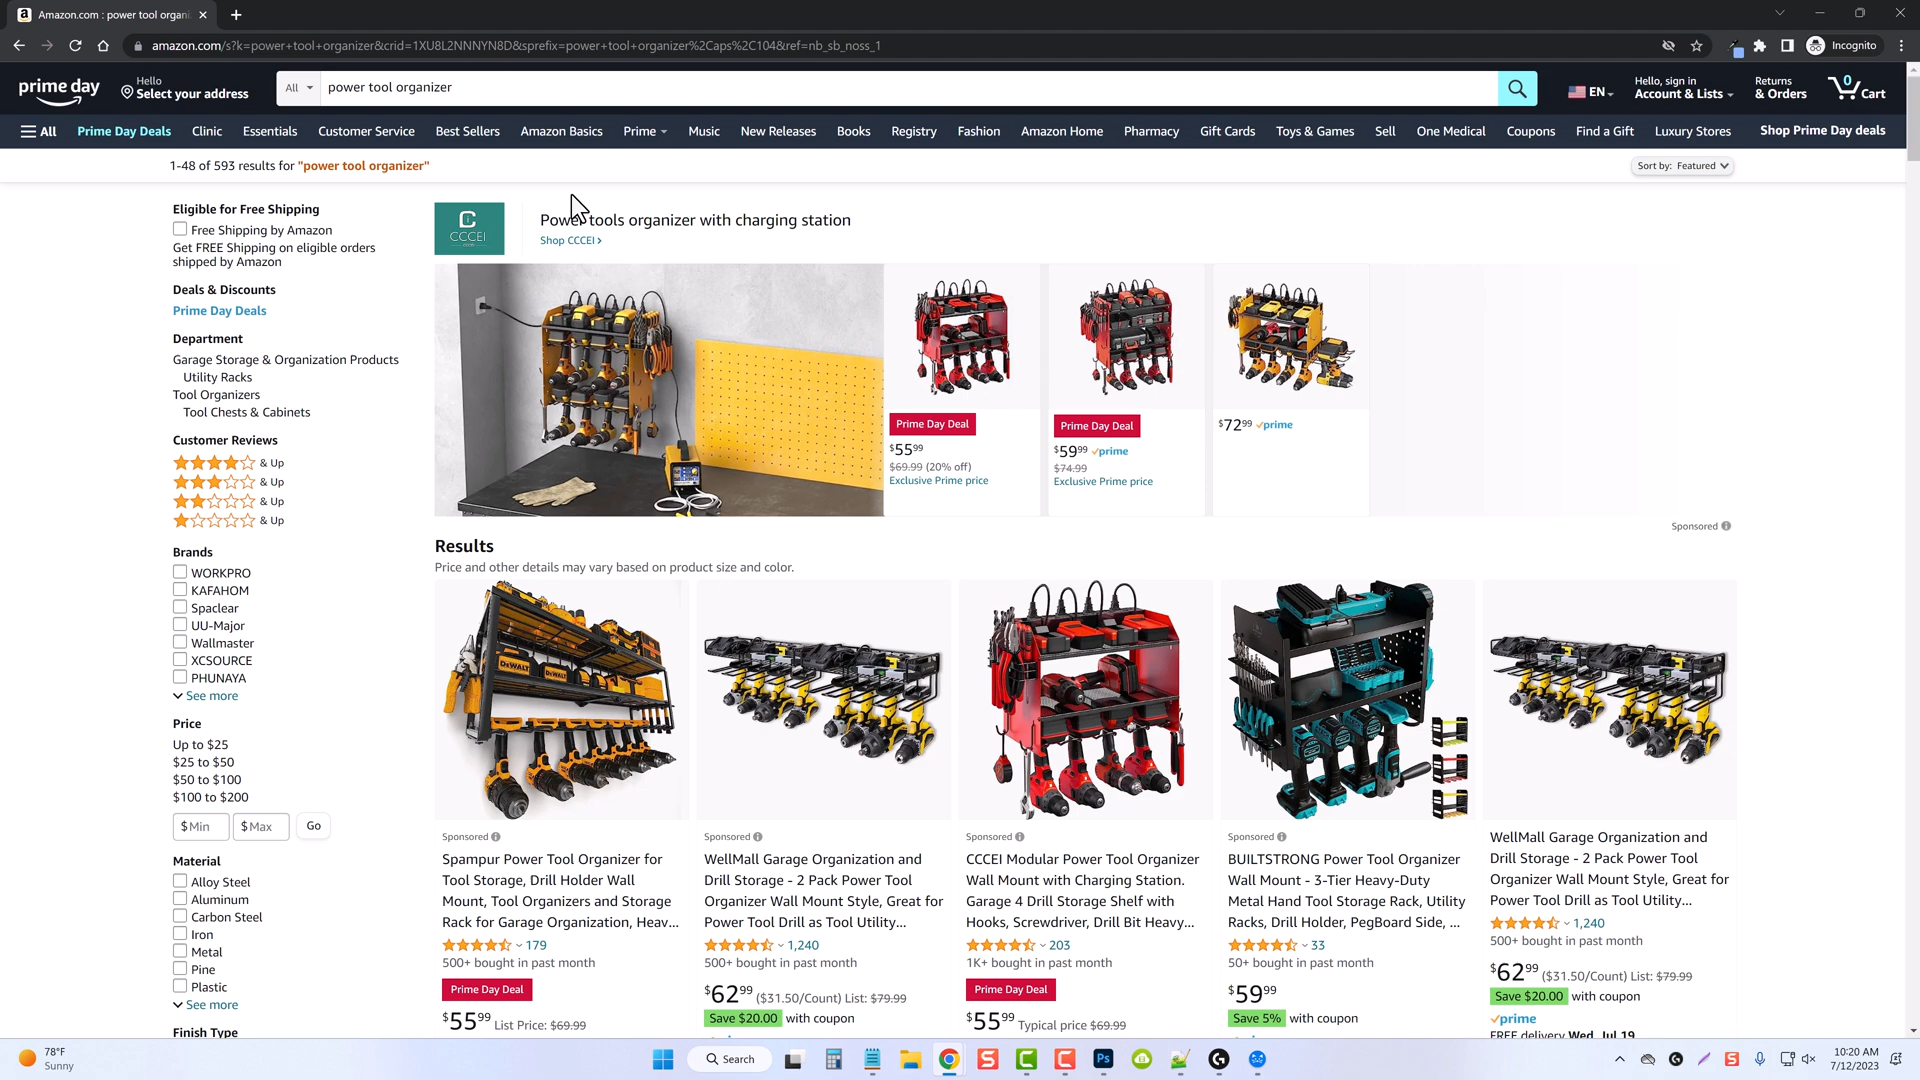 Amazon.com : power tool organi
amazon.com/s?k=power+tool+organizer&crid=1XU8L2NNNYN8D&sprefix=power+tool+organizer%2Caps%2C104&ref=nb_sb_noss_1
Incognito
prime day
Hello
Select your address
All
power tool organizer
EN
Hello, sign in
Account & Lists
Returns
& Orders
0
Cart
All
Prime Day Deals
Clinic
Essentials
Customer Service
Best Sellers
Amazon Basics
Prime
Music
New Releases
Books
Registry
Fashion
Amazon Home
Pharmacy
Gift Cards
Toys & Games
Sell
One Medical
Coupons
Find a Gift
Luxury Stores
Shop Prime Day deals
1-48 of 593 results for "power tool organizer"
Sort by: Featured
Eligible for Free Shipping
Free Shipping by Amazon
Get FREE Shipping on eligible orders
shipped by Amazon
Deals & Discounts
Prime Day Deals
Department
Garage Storage & Organization Products
Utility Racks
Tool Organizers
Tool Chests & Cabinets
Customer Reviews
& Up
& Up
& Up
& Up
Brands
WORKPRO
KAFAHOM
Spaclear
UU-Major
Wallmaster
XCSOURCE
PHUNAYA
See more
Price
Up to $25
$25 to $50
$50 to $100
$100 to $200
$ Min
$ Max
Go
Material
Alloy Steel
Aluminum
Carbon Steel
Iron
Metal
Pine
Plastic
See more
Finish Type
CCCEI
Power tools organizer with charging station
Shop CCCEI ›
Prime Day Deal
$55.99
$69.99 (20% off)
Exclusive Prime price
Prime Day Deal
$59.99 prime
$74.99
Exclusive Prime price
$72.99 prime
Sponsored
Results
Price and other details may vary based on product size and color.
DEWALT
Sponsored
Spampur Power Tool Organizer for
Tool Storage, Drill Holder Wall
Mount, Tool Organizers and Storage
Rack for Garage Organization, Heav...
179
500+ bought in past month
Prime Day Deal
$55.99 List Price: $69.99
Sponsored
WellMall Garage Organization and
Drill Storage - 2 Pack Power Tool
Organizer Wall Mount Style, Great for
Power Tool Drill as Tool Utility...
1,240
500+ bought in past month
$62.99 ($31.50/Count) List: $79.99
Save $20.00 with coupon
Sponsored
CCCEI Modular Power Tool Organizer
Wall Mount with Charging Station.
Garage 4 Drill Storage Shelf with
Hooks, Screwdriver, Drill Bit Heavy...
203
1K+ bought in past month
Prime Day Deal
$55.99 Typical price $69.99
Sponsored
BUILTSTRONG Power Tool Organizer
Wall Mount - 3-Tier Heavy-Duty
Metal Hand Tool Storage Rack, Utility
Racks, Drill Holder, PegBoard Side, ...
33
50+ bought in past month
$59.99
Save 5% with coupon
WellMall Garage Organization and
Drill Storage - 2 Pack Power Tool
Organizer Wall Mount Style, Great for
Power Tool Drill as Tool Utility...
1,240
500+ bought in past month
$62.99 ($31.50/Count) List: $79.99
Save $20.00 with coupon
prime
FREE delivery Wed, Jul 19
78°F
Sunny
Search
10:20 AM
7/12/2023